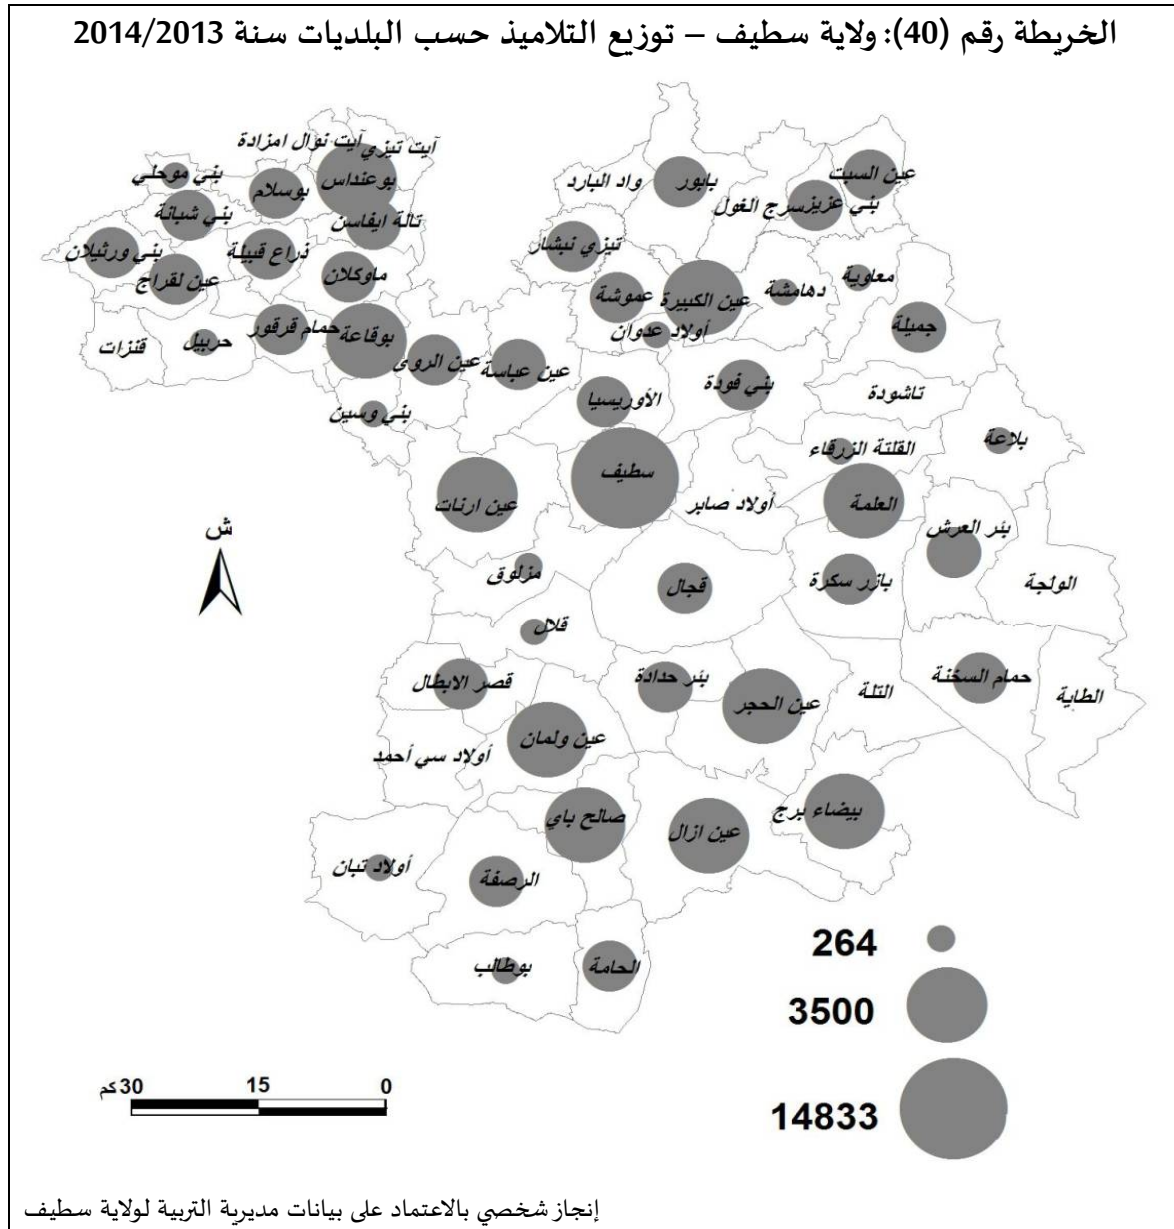 الخريطة رقم (40): ولاية سطيف – توزيع التلاميذ حسب البلديات سنة 2014/2013
آيت تيزي
آيت نوال امزادة
بوعنداس
بوسلام
بني موحلي
بني شبانة
تالة ايفاسن
بني ورثيلان
عين لقراج
ذراع قبيلة
ماوكلان
قنزات
حربيل
حمام قرقور
بوقاعة
عين الروى
عين عباسة
بني وسين
عين السبت
بابور
واد البارد
بني عزيز
سرج الغول
تيزي نبشار
عموشة
عين الكبيرة
دهامشة
معاوية
أولاد عدوان
جميلة
بني فودة
الأوريسيا
تاشودة
بلاعة
القلتة الزرقاء
سطيف
عين ارنات
أولاد صابر
العلمة
بئر العرش
مزلوق
قجال
بازر سكرة
الولجة
قلال
قصر الابطال
بئر حدادة
عين الحجر
التلة
حمام السخنة
الطاية
عين ولمان
أولاد سي أحمد
صالح باي
عين ازال
بيضاء برج
أولاد تبان
الرصفة
بوطالب
الحامة
ش
264
3500
14833
0 15 30 كم
إنجاز شخصي بالاعتماد على بيانات مديرية التربية لولاية سطيف